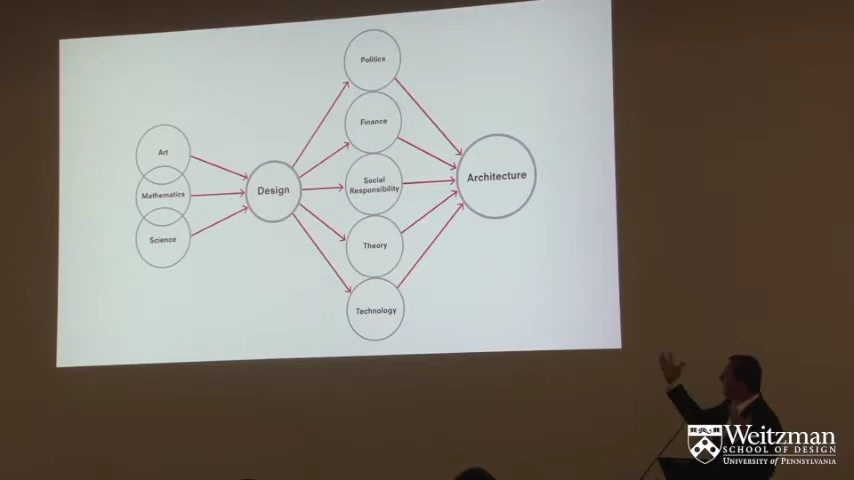 Politics
Finance
Art
Mathematics
Science
Design
Social
Responsibility
Architecture
Theory
Technology
Weitzman
SCHOOL OF DESIGN
UNIVERSITY of PENNSYLVANIA